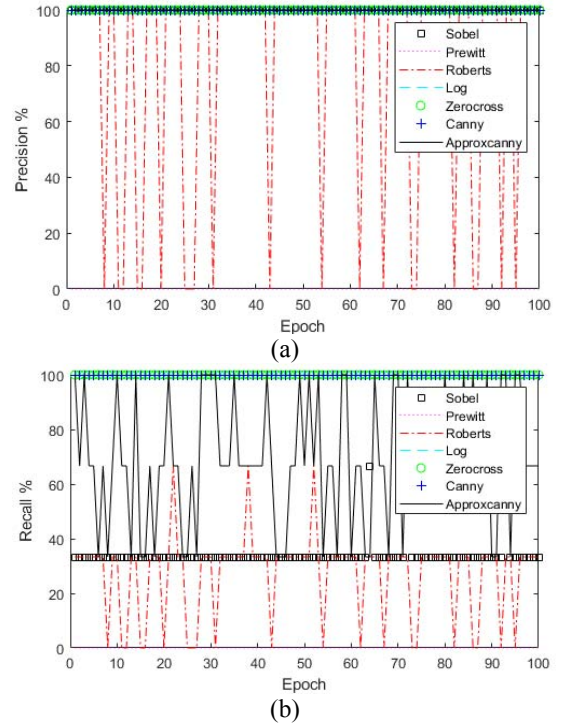 100
80
60
40
20
0
Precision %
Sobel
Prewitt
Roberts
Log
Zerocross
Canny
Approxcanny
0 10 20 30 40 50 60 70 80 90 100
Epoch
(a)
100
80
60
40
20
0
Recall %
Sobel
Prewitt
Roberts
Log
Zerocross
Canny
Approxcanny
0 10 20 30 40 50 60 70 80 90 100
Epoch
(b)